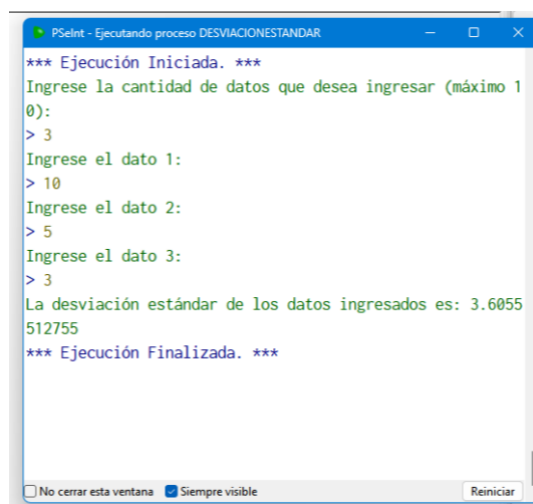 PSeInt - Ejecutando proceso DESVIACIONESTANDAR
*** Ejecución Iniciada. ***
Ingrese la cantidad de datos que desea ingresar (máximo 1
0):
> 3
Ingrese el dato 1:
> 10
Ingrese el dato 2:
> 5
Ingrese el dato 3:
> 3
La desviación estándar de los datos ingresados es: 3.6055
512755
*** Ejecución Finalizada. ***
No cerrar esta ventana Siempre visible Reiniciar